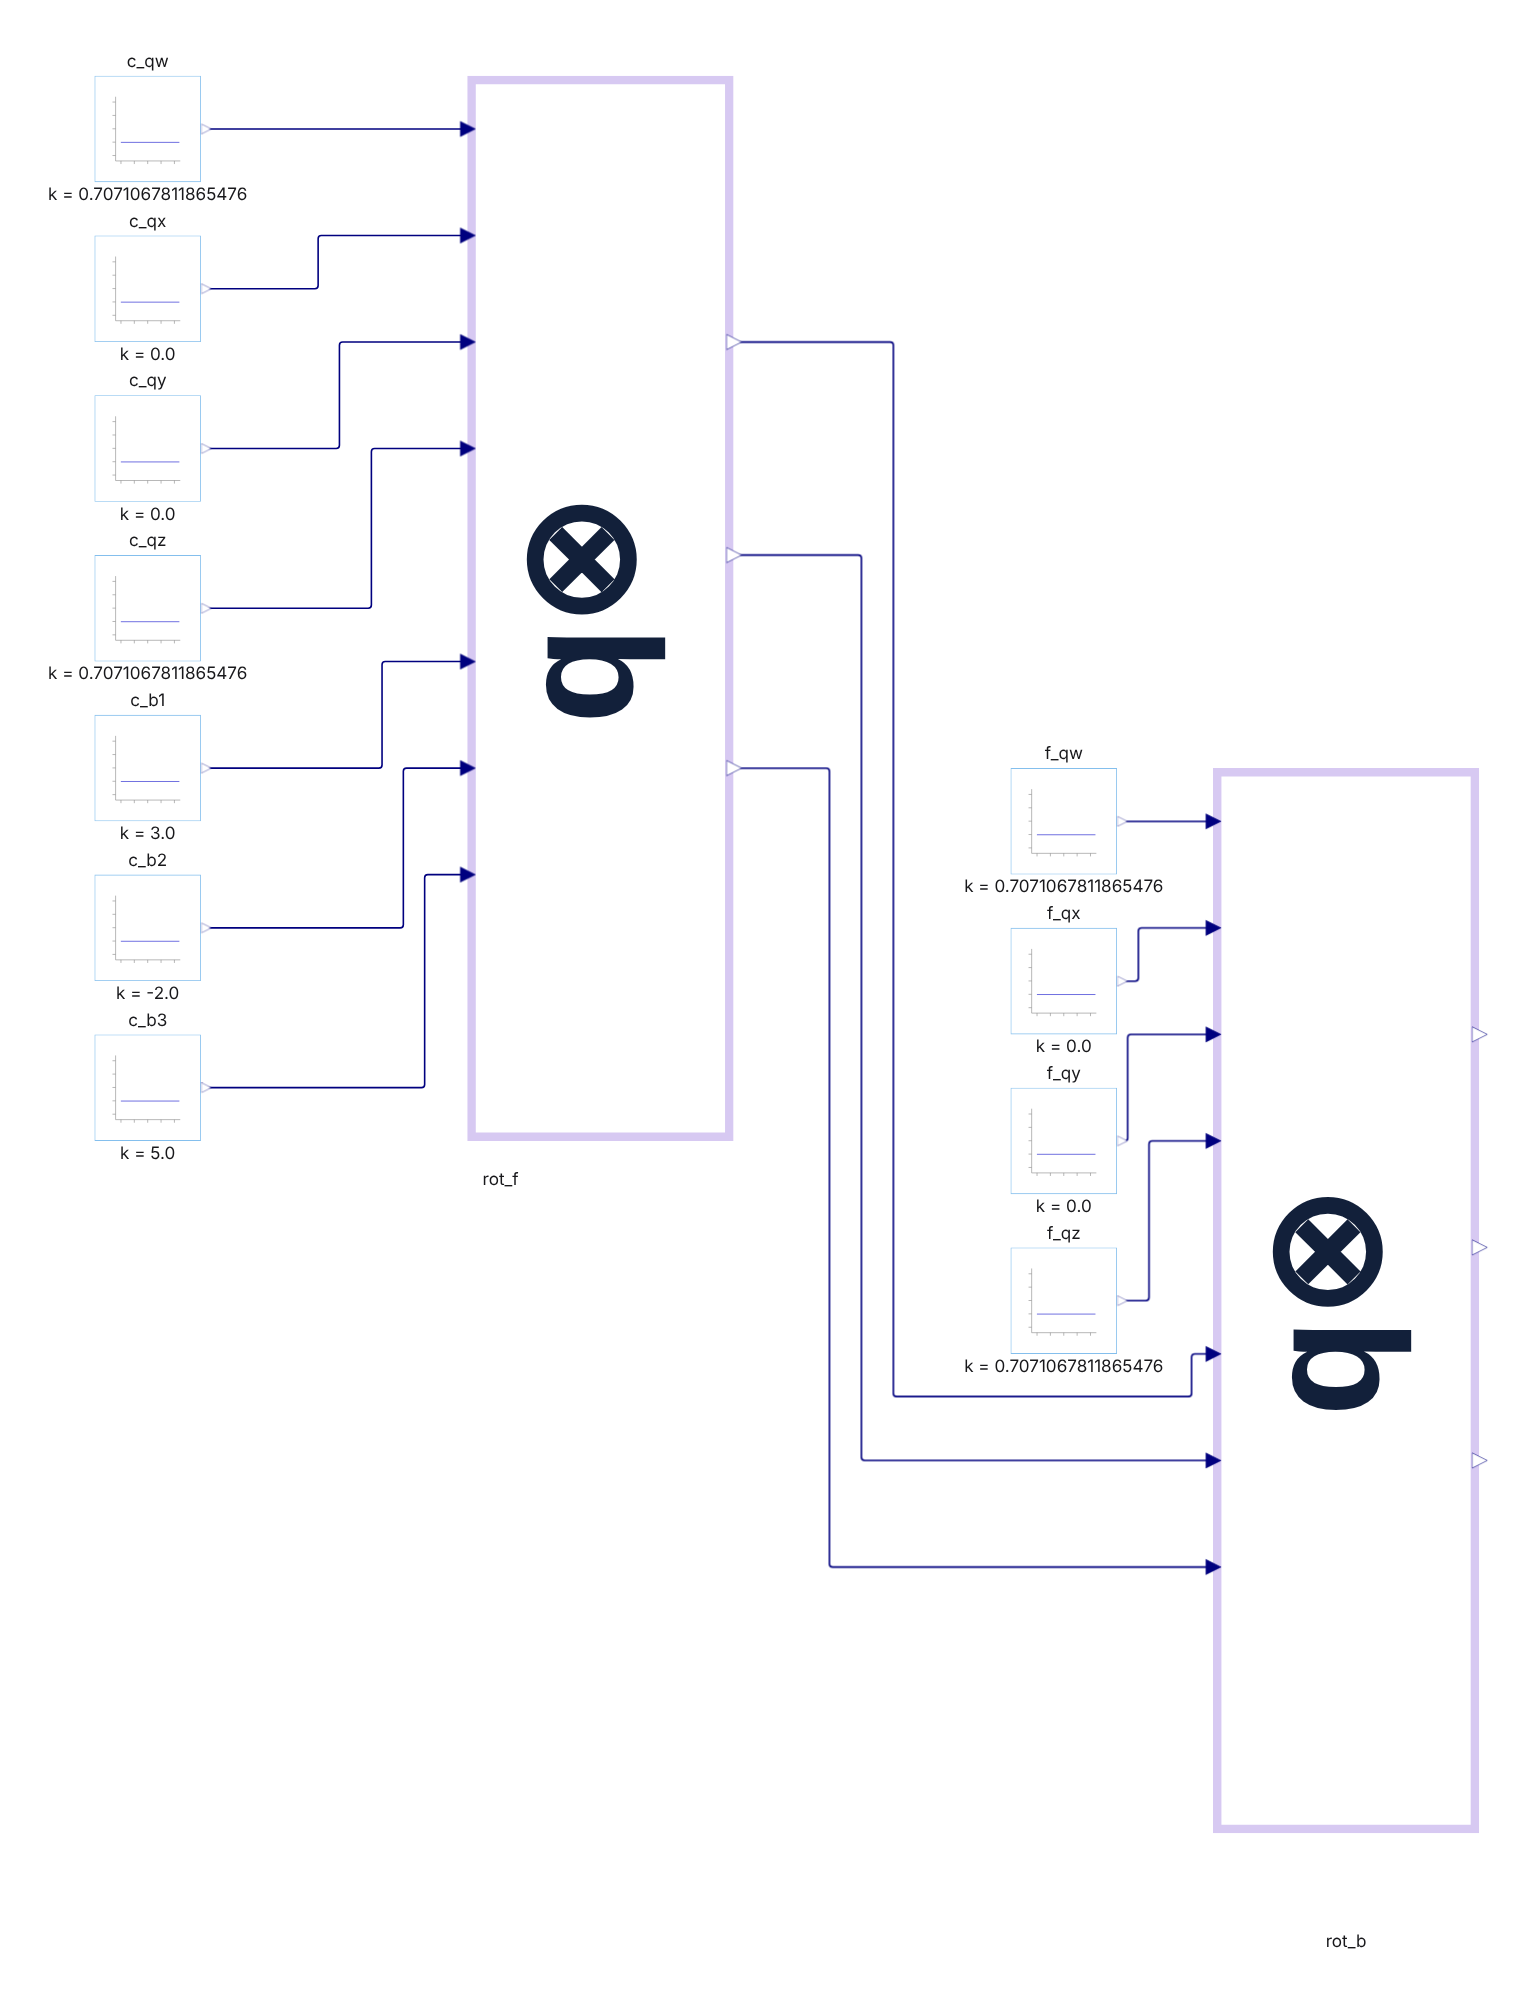 c_qw
k = 0.7071067811865476
c_qx
k = 0.0
c_qy
k = 0.0
c_qz
k = 0.7071067811865476
c_b1
k = 3.0
c_b2
k = -2.0
c_b3
k = 5.0
⊗
q
rot_f
f_qw
k = 0.7071067811865476
f_qx
k = 0.0
f_qy
k = 0.0
f_qz
k = 0.7071067811865476
⊗
q
rot_b